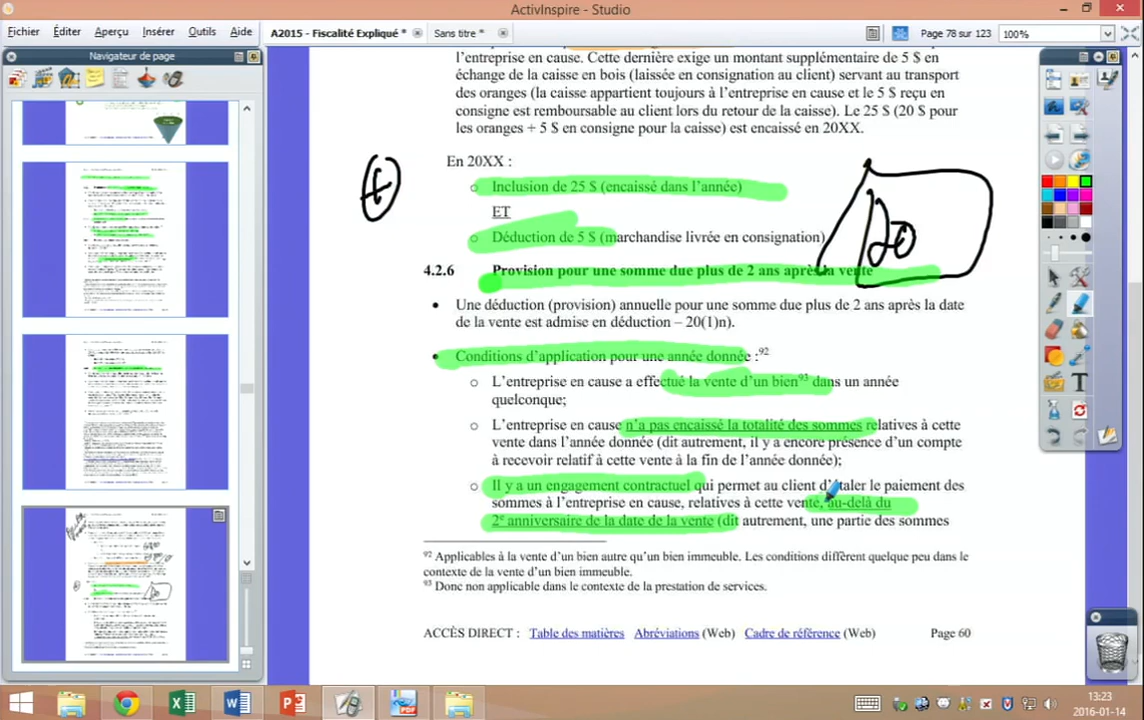 ActivInspire - Studio
Fichier Éditer Aperçu Insérer Outils Aide
A2015 - Fiscalité Expliqué * Sans titre * Page 78 sur 123 100%
Navigateur de page
l'entreprise en cause. Cette dernière exige un montant supplémentaire de 5 $ en
échange de la caisse en bois (laissée en consignation au client) servant au transport
des oranges (la caisse appartient toujours à l'entreprise en cause et le 5 $ reçu en
consigne est remboursable au client lors du retour de la caisse). Le 25 $ (20 $ pour
les oranges + 5 $ en consigne pour la caisse) est encaissé en 20XX.
En 20XX :
o Inclusion de 25 $ (encaissé dans l'année)
ET
o Déduction de 5 $ (marchandise livrée en consignation)
20
4.2.6 Provision pour une somme due plus de 2 ans après la vente
• Une déduction (provision) annuelle pour une somme due plus de 2 ans après la date
de la vente est admise en déduction – 20(1)n).
• Conditions d'application pour une année donnée :92
o L'entreprise en cause a effectué la vente d'un bien93 dans un année
quelconque;
o L'entreprise en cause n'a pas encaissé la totalité des sommes relatives à cette
vente dans l'année donnée (dit autrement, il y a encore présence d'un compte
à recevoir relatif à cette vente à la fin de l'année donnée);
o Il y a un engagement contractuel qui permet au client d'étaler le paiement des
sommes à l'entreprise en cause, relatives à cette vente, au-delà du
2e anniversaire de la date de la vente (dit autrement, une partie des sommes
92 Applicables à la vente d'un bien autre qu'un bien immeuble. Les conditions diffèrent quelque peu dans le
contexte de la vente d'un bien immeuble.
93 Donc non applicable dans le contexte de la prestation de services.
ACCÈS DIRECT : Table des matières Abréviations (Web) Cadre de référence (Web) Page 60
13:23
2016-01-14